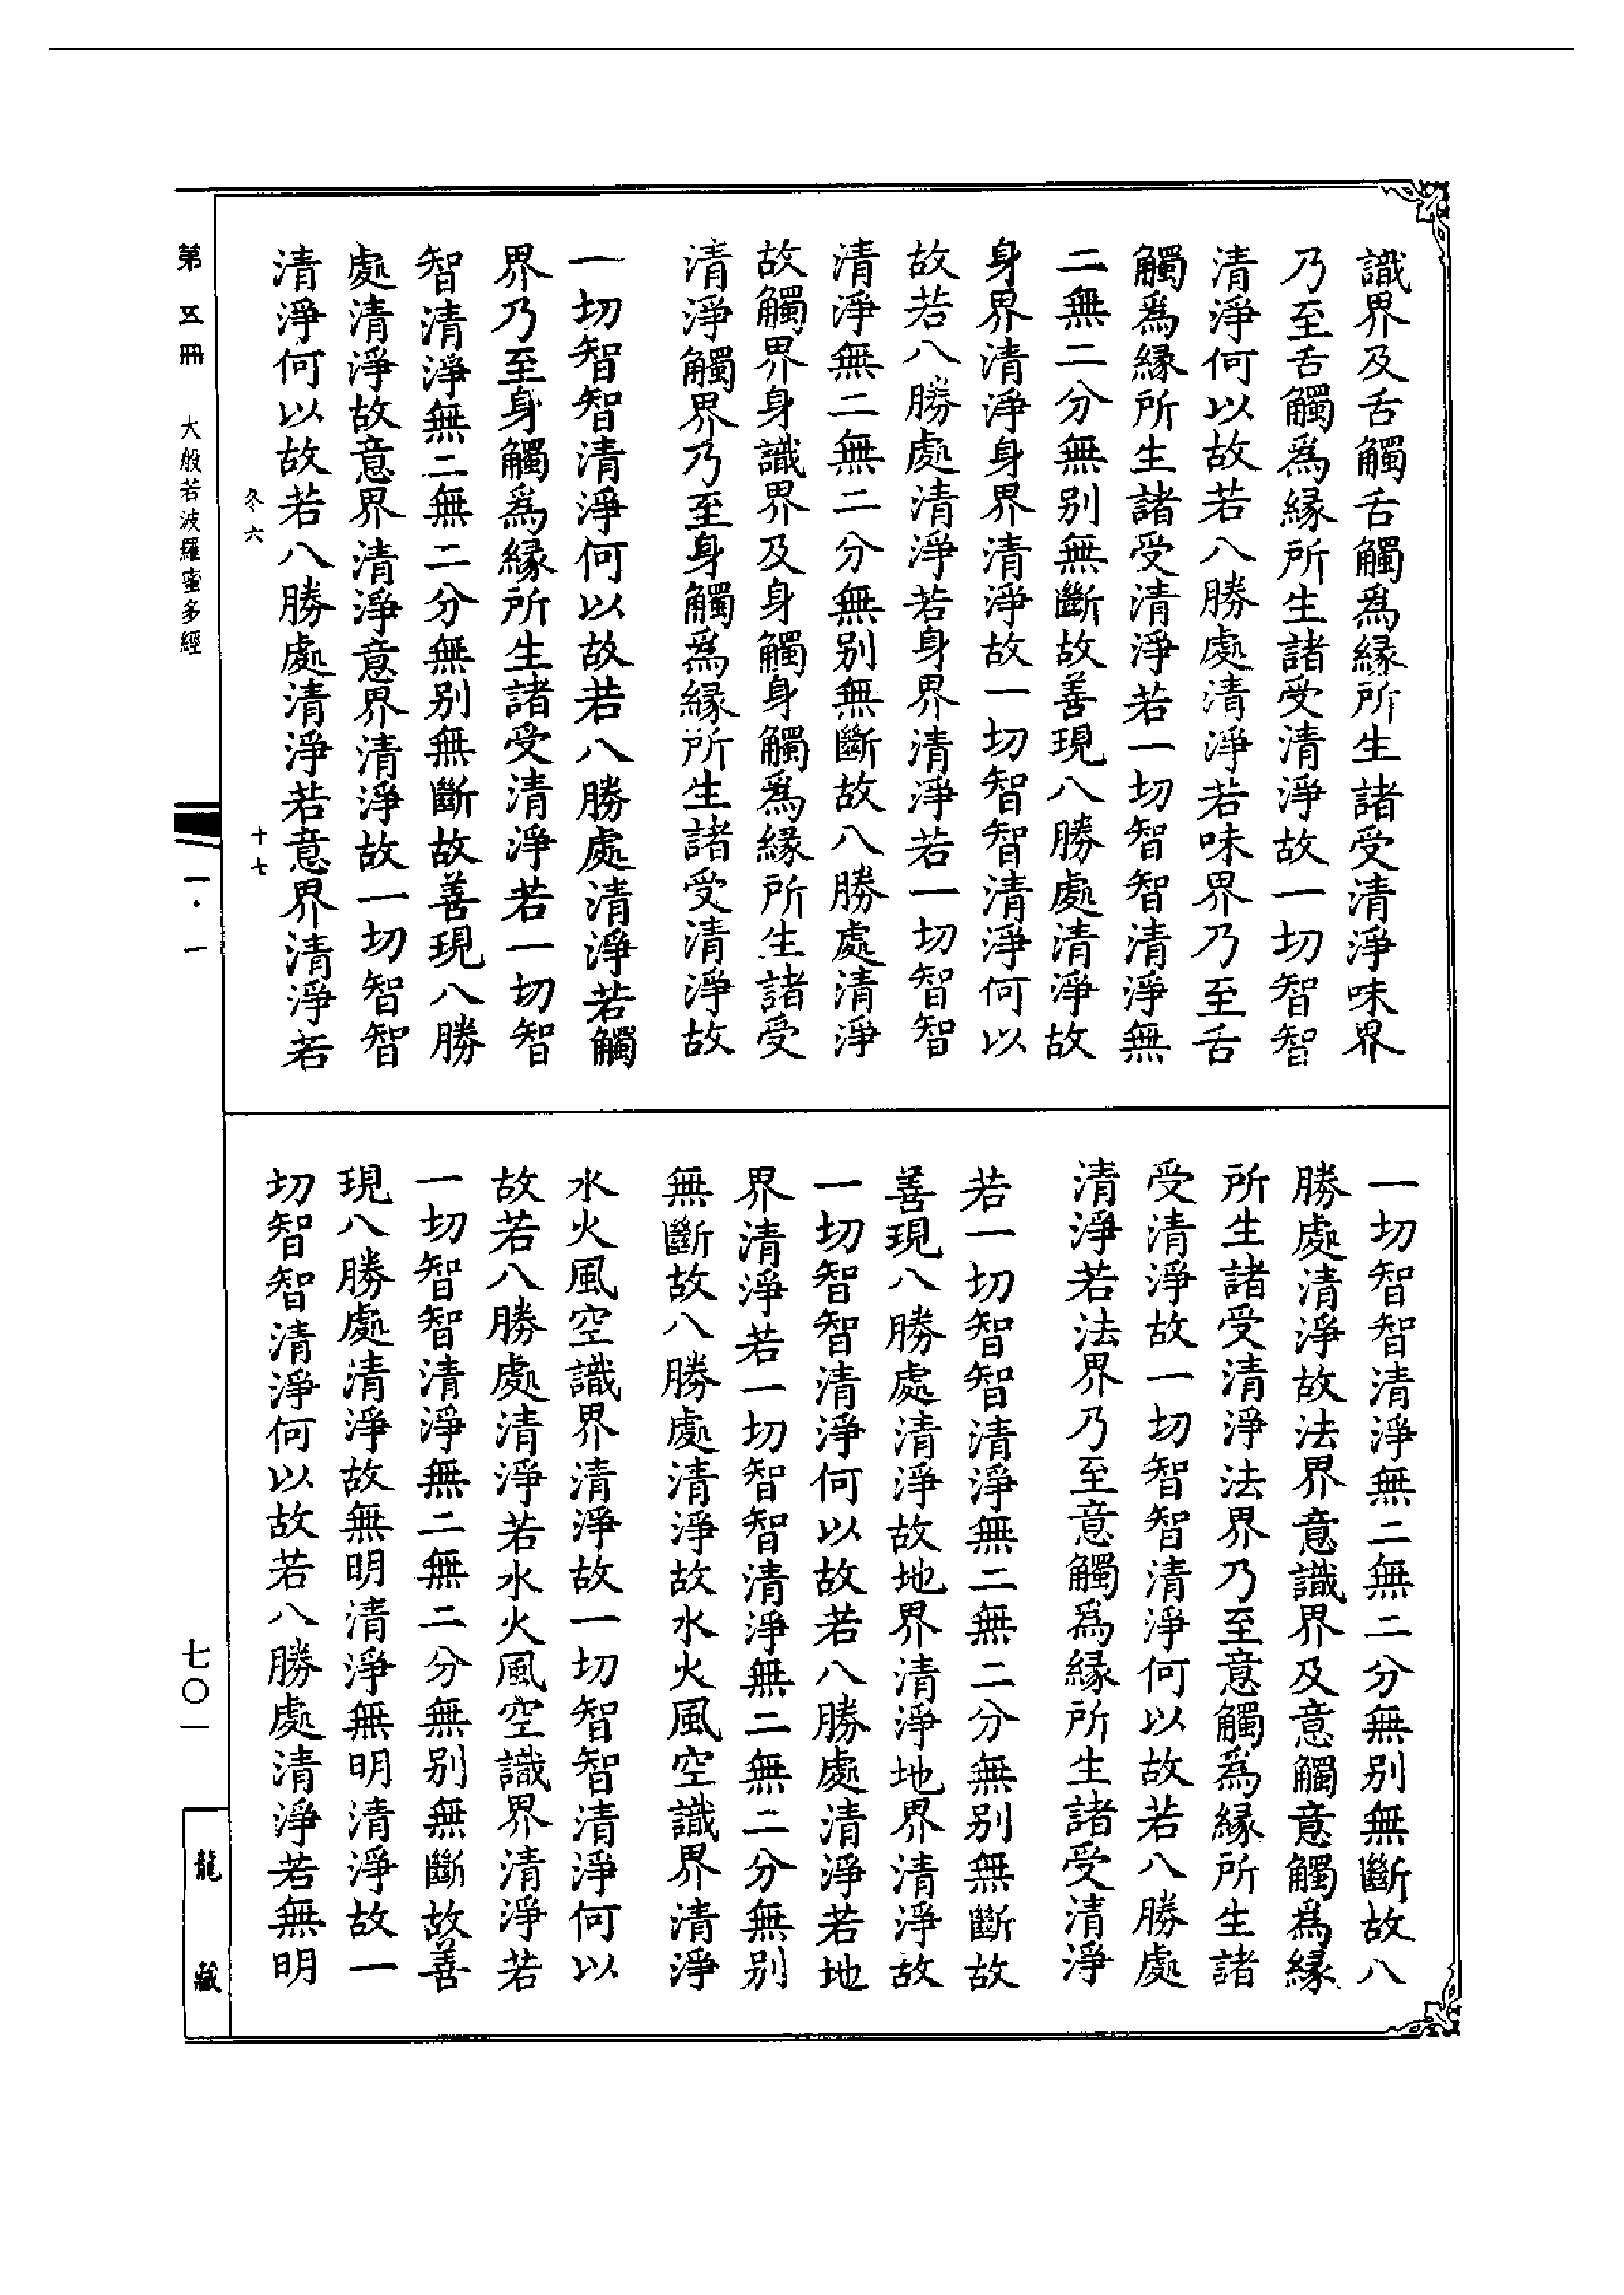 識界及舌觸舌觸爲緣所生諸受清淨味界
乃至舌觸爲緣所生諸受清淨故一切智智
清淨何以故若八勝處清淨若味界乃至舌
觸爲緣所生諸受清淨若一切智智清淨無
二無二分無別無斷故善現八勝處清淨故
身界清淨身界清淨故一切智智清淨何以
故若八勝處清淨若身界清淨若一切智智
清淨無二無二分無別無斷故八勝處清淨
故觸界身識界及身觸身觸爲緣所生諸受
清淨觸界乃至身觸爲緣所生諸受清淨故
一切智智清淨何以故若八勝處清淨若觸
界乃至身觸爲緣所生諸受清淨若一切智
智清淨無二無二分無別無斷故善現八勝
處清淨故意界清淨意界清淨故一切智智
清淨何以故若八勝處清淨若意界清淨若
冬六 十七
一切智智清淨無二無二分無別無斷故八
勝處清淨故法界意識界及意觸意觸爲緣
所生諸受清淨法界乃至意觸爲緣所生諸
受清淨故一切智智清淨何以故若八勝處
清淨若法界乃至意觸爲緣所生諸受清淨
若一切智智清淨無二無二分無別無斷故
善現八勝處清淨故地界清淨地界清淨故
一切智智清淨何以故若八勝處清淨若地
界清淨若一切智智清淨無二無二分無別
無斷故八勝處清淨故水火風空識界清淨
水火風空識界清淨故一切智智清淨何以
故若八勝處清淨若水火風空識界清淨若
一切智智清淨無二無二分無別無斷故善
現八勝處清淨故無明清淨無明清淨故一
切智智清淨何以故若八勝處清淨若無明
第五冊 大般若波羅蜜多經 一·一 七〇一 龍藏